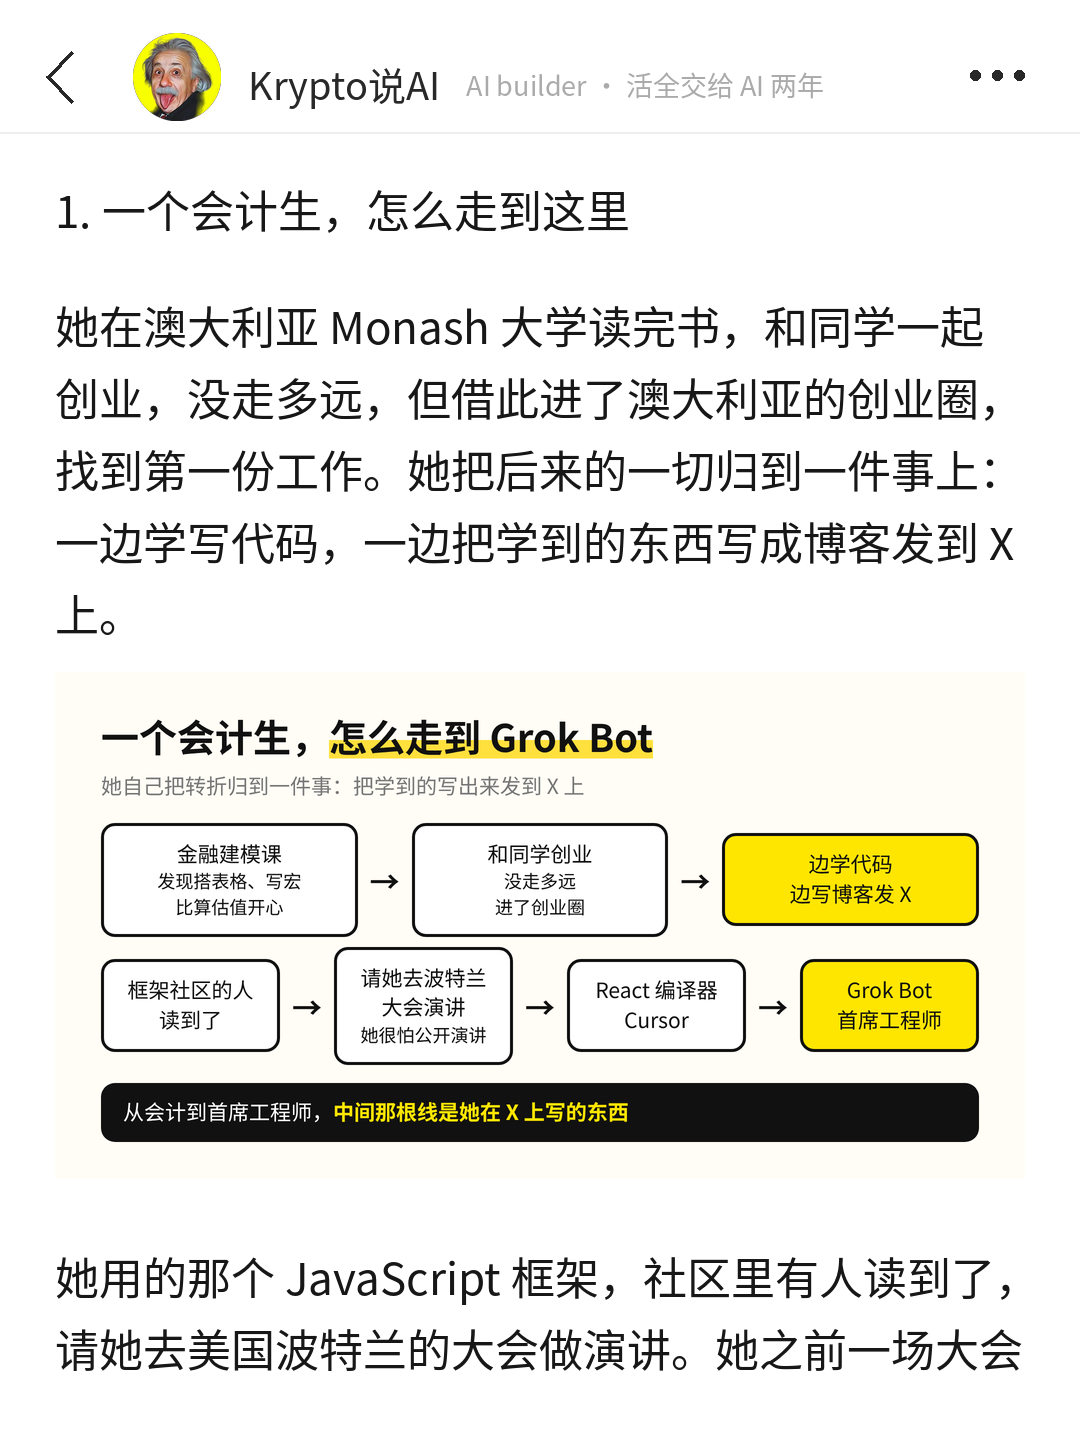 Krypto说AI AI builder · 活全交给 AI 两年
1. 一个会计生，怎么走到这里
她在澳大利亚 Monash 大学读完书，和同学一起
创业，没走多远，但借此进了澳大利亚的创业圈，
找到第一份工作。她把后来的一切归到一件事上：
一边学写代码，一边把学到的东西写成博客发到 X
上。
一个会计生，怎么走到 Grok Bot
她自己把转折归到一件事：把学到的写出来发到 X 上
金融建模课
发现搭表格、写宏
比算估值开心
→
和同学创业
没走多远
进了创业圈
→
边学代码
边写博客发 X
框架社区的人
读到了
→
请她去波特兰
大会演讲
她很怕公开演讲
→
React 编译器
Cursor
→
Grok Bot
首席工程师
从会计到首席工程师，中间那根线是她在 X 上写的东西
她用的那个 JavaScript 框架，社区里有人读到了，
请她去美国波特兰的大会做演讲。她之前一场大会